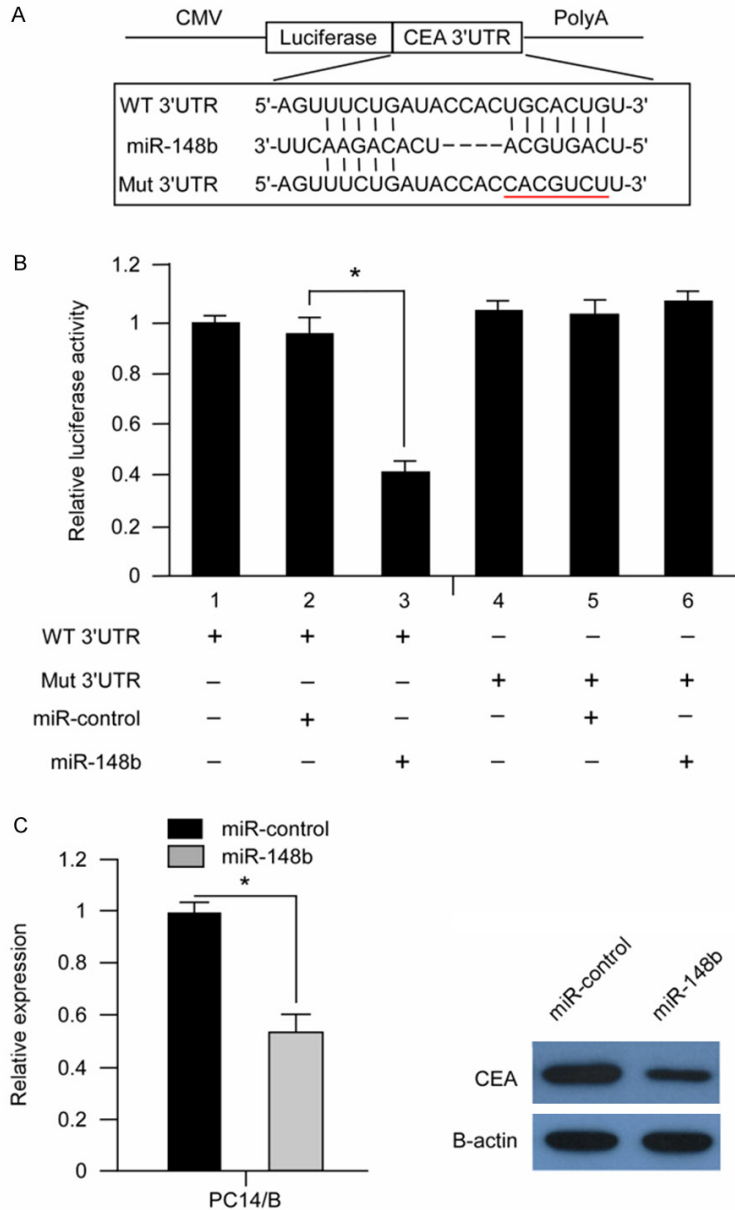 A
CMV
PolyA
Luciferase
CEA 3'UTR
WT 3'UTR 5'-AGUUUCUGAUACCACUGCACUGU-3'
miR-148b 3'-UUCAAGACACU----ACGUGACU-5'
Mut 3'UTR 5'-AGUUUCUGAUACCACCACGUCUU-3'
B
Relative luciferase activity
1.2
1
0.8
0.6
0.4
0.2
0
*
1 2 3 4 5 6
WT 3'UTR + + + – – –
Mut 3'UTR – – – + + +
miR-control – + – – + –
miR-148b – – + – – +
C
miR-control
miR-148b
Relative expression
1.2
1
0.8
0.6
0.4
0.2
0
*
PC14/B
miR-control
miR-148b
CEA
B-actin